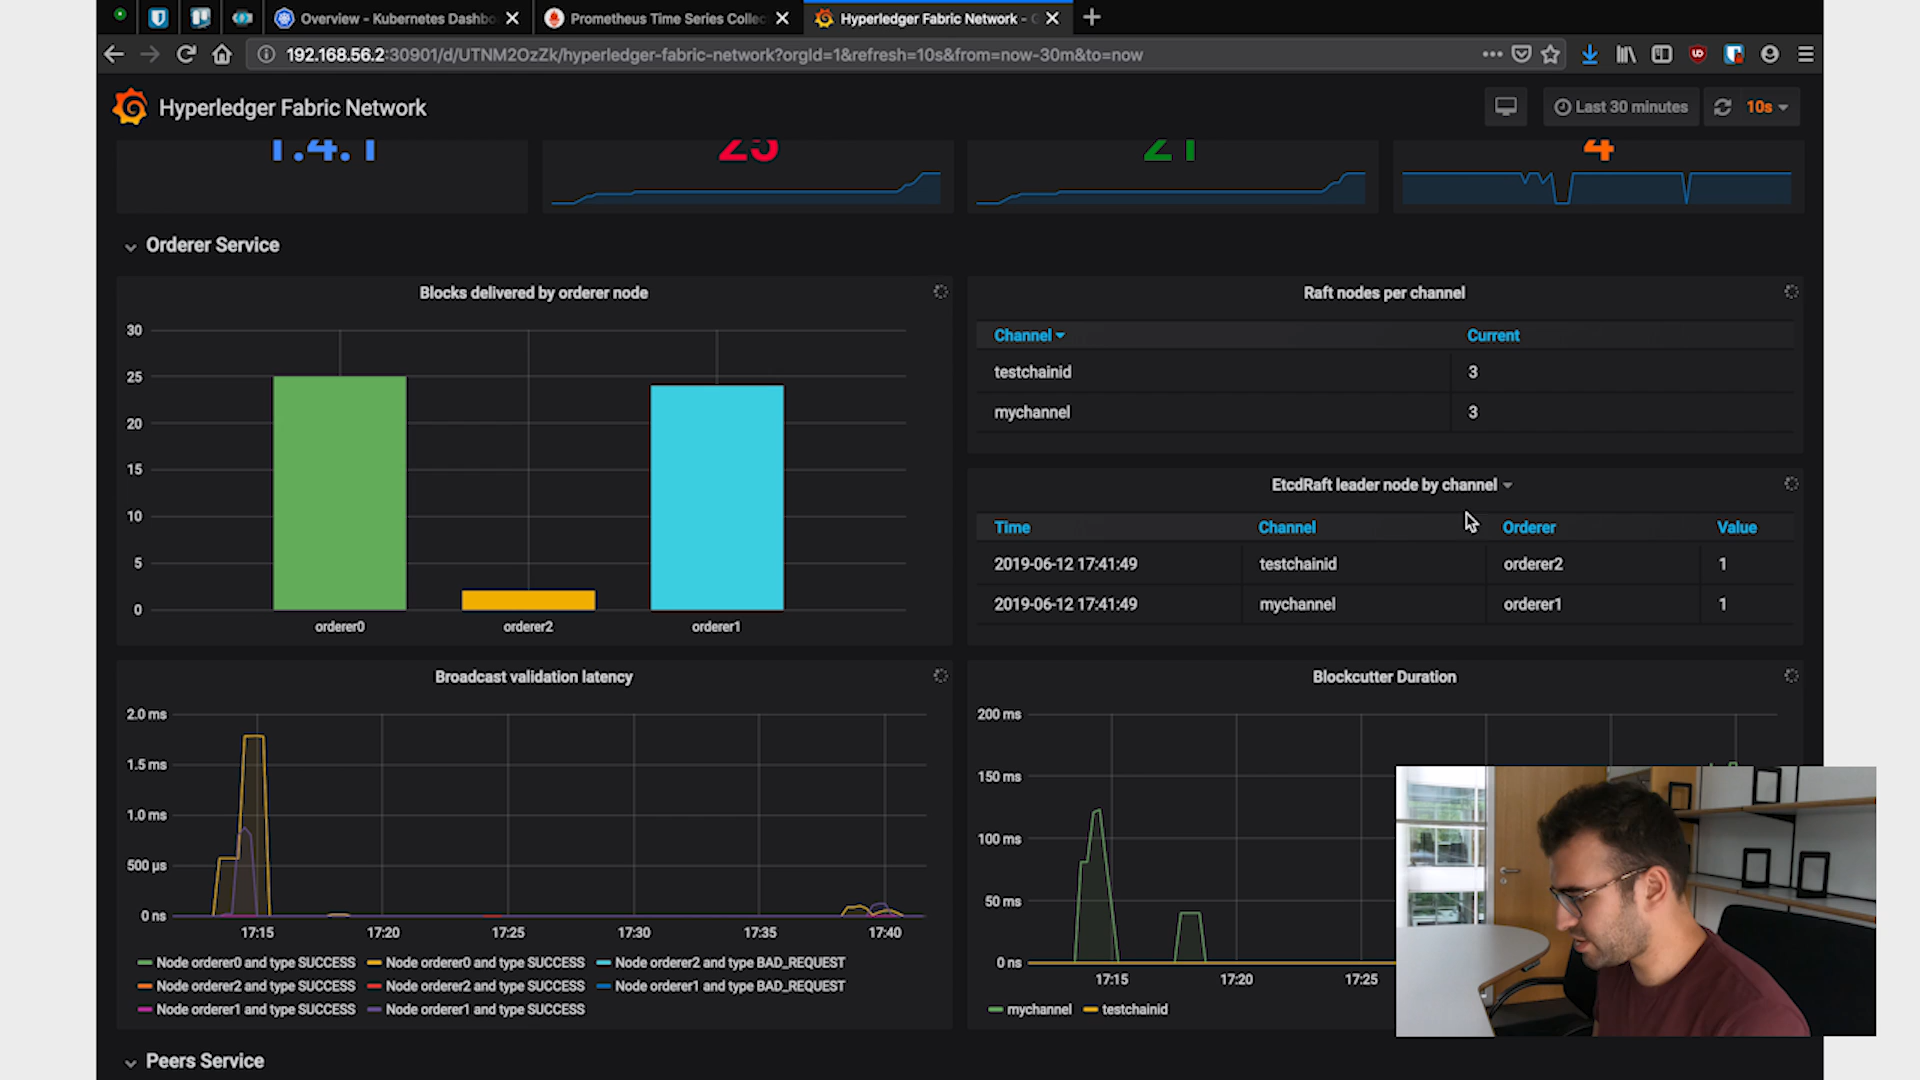 Overview - Kubernetes Dashbo
Prometheus Time Series Collec
Hyperledger Fabric Network -
192.168.56.2:30901/d/UTNM2OzZk/hyperledger-fabric-network?orgId=1&refresh=10s&from=now-30m&to=now
Hyperledger Fabric Network
Last 30 minutes
10s
1.4.1
25
21
4
Orderer Service
Blocks delivered by orderer node
30
25
20
15
10
5
0
orderer0
orderer2
orderer1
Raft nodes per channel
Channel Current
testchainid 3
mychannel 3
EtcdRaft leader node by channel
Time Channel Orderer Value
2019-06-12 17:41:49 testchainid orderer2 1
2019-06-12 17:41:49 mychannel orderer1 1
Broadcast validation latency
2.0 ms
1.5 ms
1.0 ms
500 µs
0 ns
17:15 17:20 17:25 17:30 17:35 17:40
Node orderer0 and type SUCCESS Node orderer0 and type SUCCESS Node orderer2 and type BAD_REQUEST
Node orderer2 and type SUCCESS Node orderer2 and type SUCCESS Node orderer1 and type BAD_REQUEST
Node orderer1 and type SUCCESS Node orderer1 and type SUCCESS
Blockcutter Duration
200 ms
150 ms
100 ms
50 ms
0 ns
17:15 17:20 17:25
mychannel testchainid
Peers Service